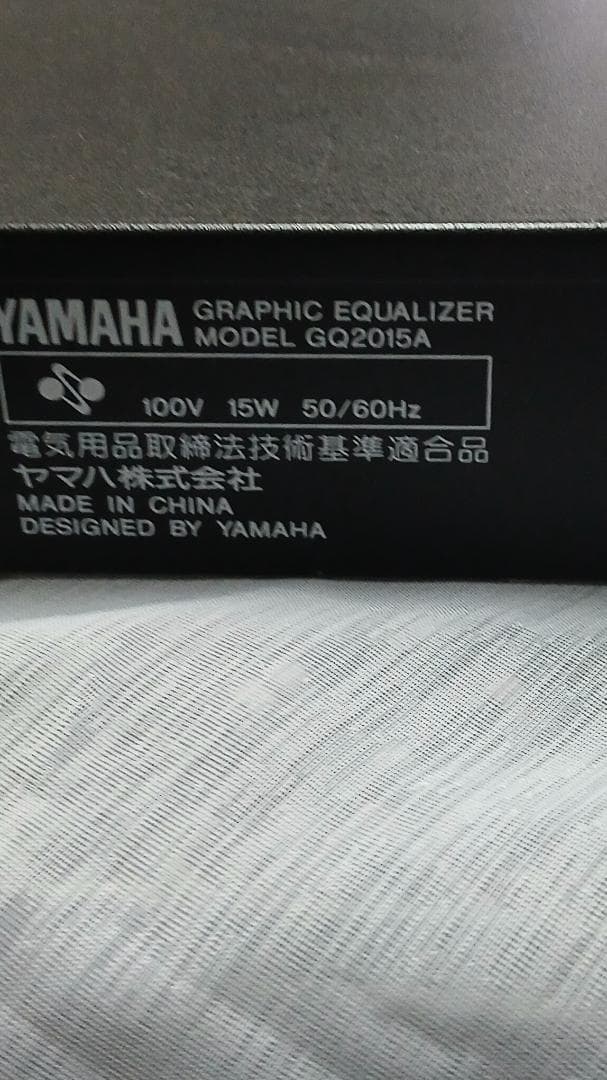 YAMAHA GRAPHIC EQUALIZER
MODEL GQ2015A
100V 15W 50/60Hz
電気用品取締法技術基準適合品
ヤマハ株式会社
MADE IN CHINA
DESIGNED BY YAMAHA